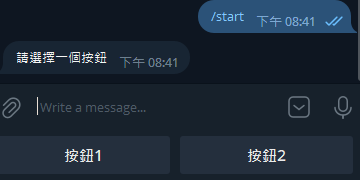 /start 下午 08:41
請選擇一個按鈕 下午 08:41
Write a message...
按鈕1 按鈕2